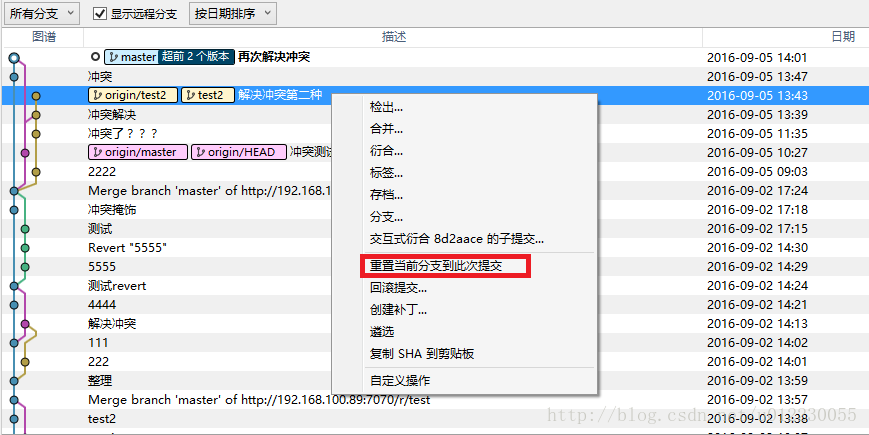 所有分支 显示远程分支 按日期排序
图谱 描述 日期
master 超前 2 个版本 再次解决冲突 2016-09-05 14:01
冲突 2016-09-05 13:47
origin/test2 test2 解决冲突第二种 2016-09-05 13:43
冲突解决 2016-09-05 13:39
冲突了？？？ 2016-09-05 11:35
origin/master origin/HEAD 冲突测试 2016-09-05 10:27
2222 2016-09-05 09:03
Merge branch 'master' of http://192.168.1 2016-09-02 17:24
冲突掩饰 2016-09-02 17:18
测试 2016-09-02 17:15
Revert "5555" 2016-09-02 14:30
5555 2016-09-02 14:29
测试revert 2016-09-02 14:24
4444 2016-09-02 14:21
解决冲突 2016-09-02 14:13
111 2016-09-02 14:02
222 2016-09-02 14:01
整理 2016-09-02 13:59
Merge branch 'master' of http://192.168.100.89:7070/r/test 2016-09-02 13:57
test2 2016-09-02 13:38
检出...
合并...
衍合...
标签...
存档...
分支...
交互式衍合 8d2aace 的子提交...
重置当前分支到此次提交
回滚提交...
创建补丁...
遴选
复制 SHA 到剪贴板
自定义操作